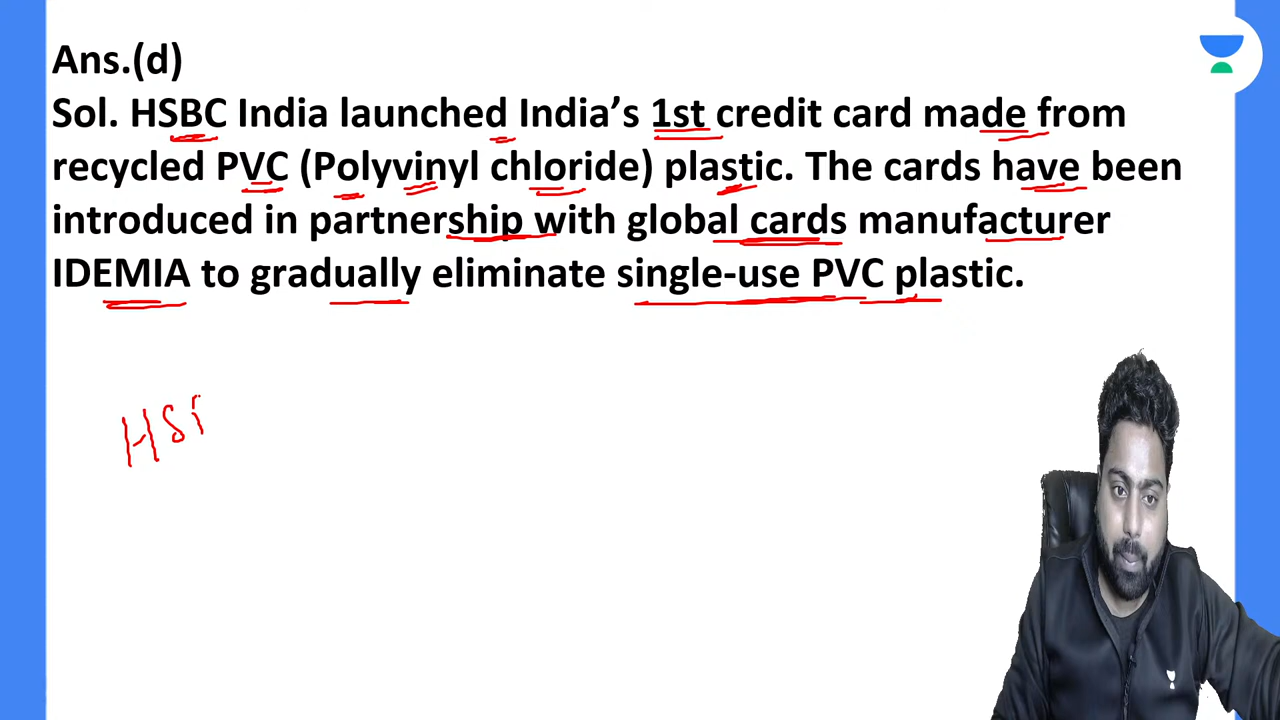 Ans.(d)
Sol. HSBC India launched India’s 1st credit card made from
recycled PVC (Polyvinyl chloride) plastic. The cards have been
introduced in partnership with global cards manufacturer
IDEMIA to gradually eliminate single-use PVC plastic.